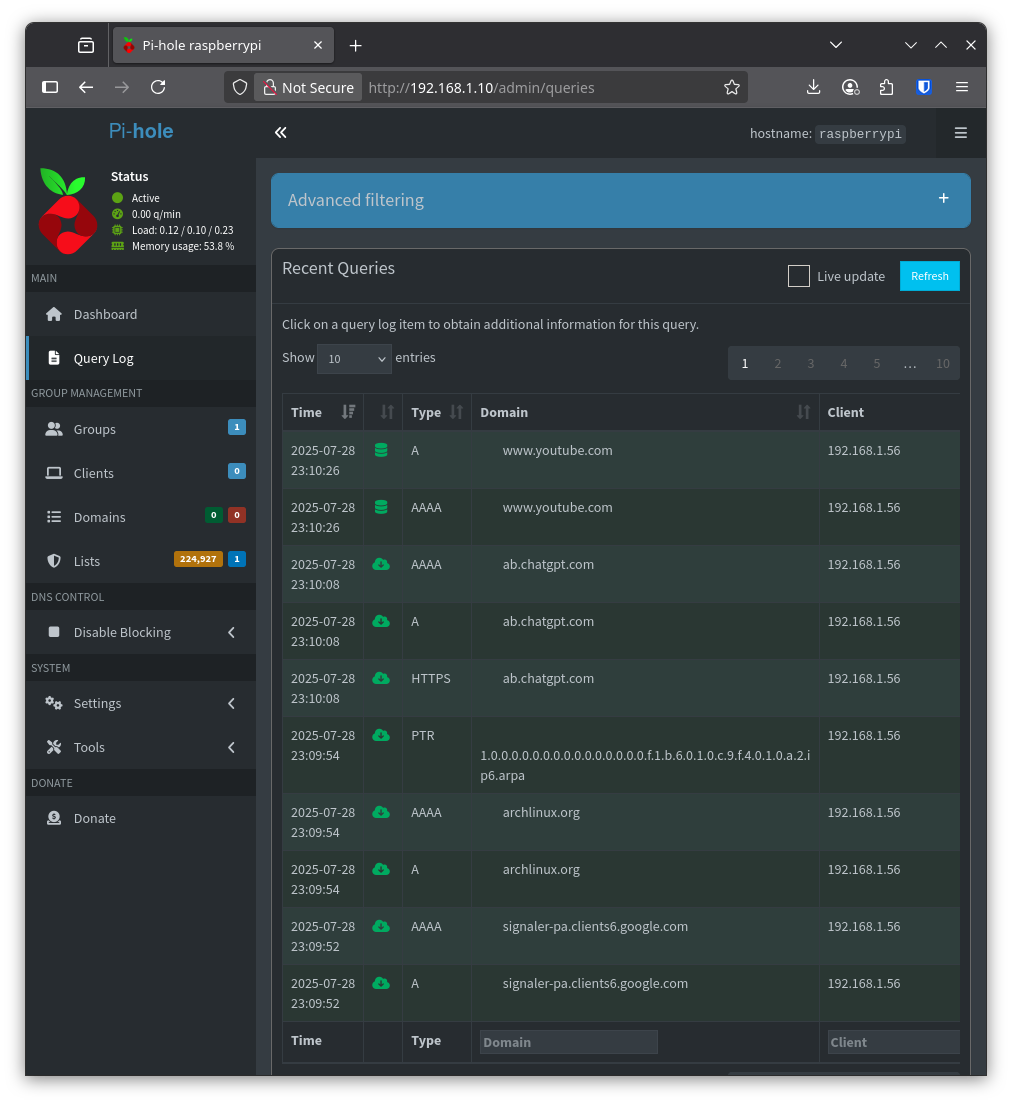 Pi-hole raspberrypi
Not Secure http://192.168.1.10/admin/queries
Pi-hole
hostname: raspberrypi
Status
Active
0.00 q/min
Load: 0.12 / 0.10 / 0.23
Memory usage: 53.8 %
MAIN
Dashboard
Query Log
GROUP MANAGEMENT
Groups 1
Clients 0
Domains 0 0
Lists 224,927 1
DNS CONTROL
Disable Blocking
SYSTEM
Settings
Tools
DONATE
Donate
Advanced filtering
Recent Queries
Live update Refresh
Click on a query log item to obtain additional information for this query.
Show 10 entries
1 2 3 4 5 … 10
Time Type Domain Client
2025-07-28 A www.youtube.com 192.168.1.56
23:10:26
2025-07-28 AAAA www.youtube.com 192.168.1.56
23:10:26
2025-07-28 AAAA ab.chatgpt.com 192.168.1.56
23:10:08
2025-07-28 A ab.chatgpt.com 192.168.1.56
23:10:08
2025-07-28 HTTPS ab.chatgpt.com 192.168.1.56
23:10:08
2025-07-28 PTR 192.168.1.56
23:09:54 1.0.0.0.0.0.0.0.0.0.0.0.0.0.0.0.f.1.b.6.0.1.0.c.9.f.4.0.1.0.a.2.i
p6.arpa
2025-07-28 AAAA archlinux.org 192.168.1.56
23:09:54
2025-07-28 A archlinux.org 192.168.1.56
23:09:54
2025-07-28 AAAA signaler-pa.clients6.google.com 192.168.1.56
23:09:52
2025-07-28 A signaler-pa.clients6.google.com 192.168.1.56
23:09:52
Time Type Domain Client